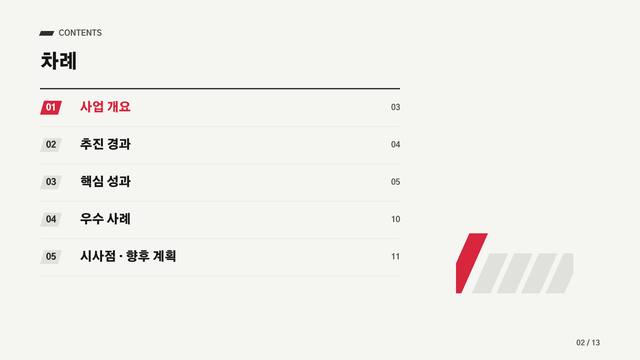 CONTENTS
차례
01 사업 개요 03
02 추진 경과 04
03 핵심 성과 05
04 우수 사례 10
05 시사점 · 향후 계획 11
02 / 13